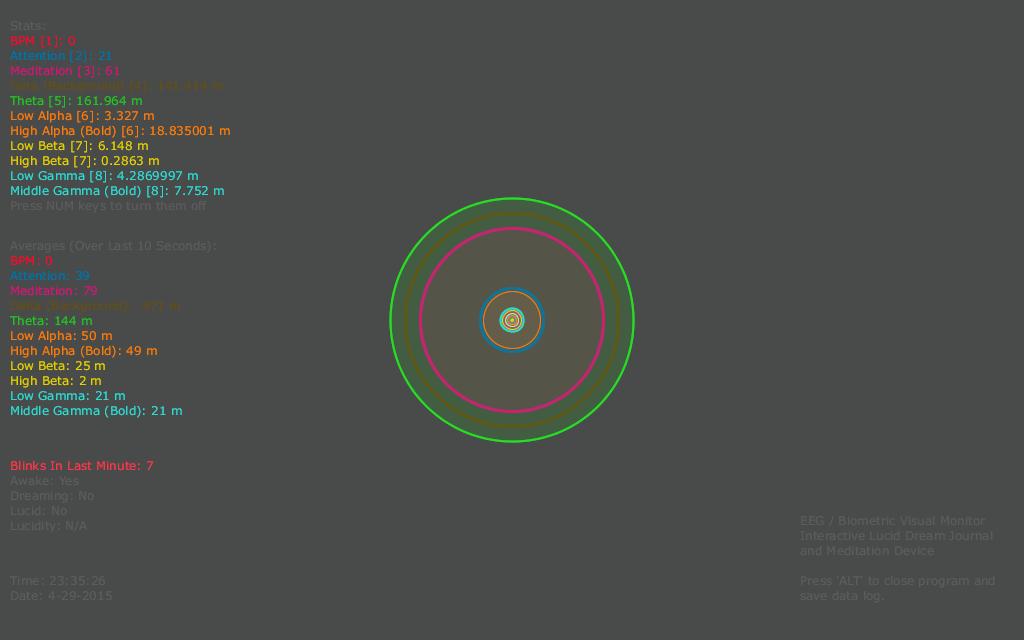 Stats:
BPM [1]: 0
Attention [2]: 21
Meditation [3]: 61
Delta (Background) [4]: m
Theta [5]: 161.964 m
Low Alpha [6]: 3.327 m
High Alpha (Bold) [6]: 18.835001 m
Low Beta [7]: 6.148 m
High Beta [7]: 0.2863 m
Low Gamma [8]: 4.2869997 m
Middle Gamma (Bold) [8]: 7.752 m
Press NUM keys to turn them off
Averages (Over Last 10 Seconds):
BPM: 0
Attention: 39
Meditation: 79
Delta (Background): m
Theta: 144 m
Low Alpha: 50 m
High Alpha (Bold): 49 m
Low Beta: 25 m
High Beta: 2 m
Low Gamma: 21 m
Middle Gamma (Bold): 21 m
Blinks In Last Minute: 7
Awake: Yes
Dreaming: No
Lucid: No
Lucidity: N/A
Time: 23:35:26
Date: 4-29-2015
EEG / Biometric Visual Monitor
Interactive Lucid Dream Journal
and Meditation Device
Press 'ALT' to close program and
save data log.